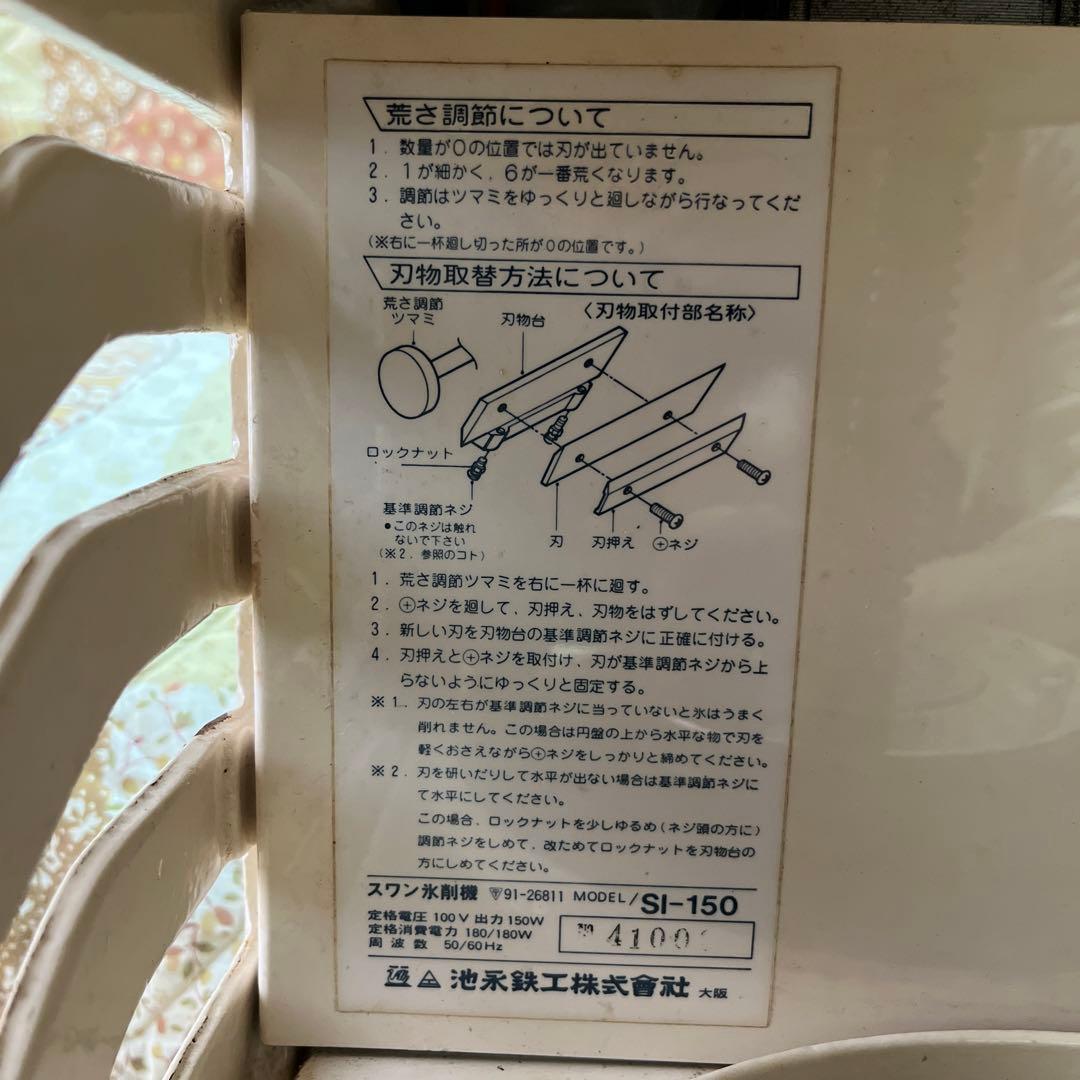 荒さ調節について
1. 数量が0の位置では刃が出ていません。
2. 1が細かく、6が一番荒くなります。
3. 調節はツマミをゆっくりと廻しながら行なってくだ
さい。
(※右に一杯廻し切った所が0の位置です。)
刃物取替方法について
〈刃物取付部名称〉
荒さ調節
ツマミ
刃物台
ロックナット
基準調節ネジ
●このネジは触れ
ないで下さい
(※2. 参照のコト)
刃
刃押え
⊕ネジ
1. 荒さ調節ツマミを右に一杯に廻す。
2. ⊕ネジを廻して、刃押え、刃物をはずしてください。
3. 新しい刃を刃物台の基準調節ネジに正確に付ける。
4. 刃押えと⊕ネジを取付け、刃が基準調節ネジから上
らないようにゆっくりと固定する。
※1. 刃の左右が基準調節ネジに当っていないと氷はうまく
削れません。この場合は円盤の上から水平な物で刃を
軽くおさえながら⊕ネジをしっかりと締めてください。
※2. 刃を研いだりして水平が出ない場合は基準調節ネジに
て水平にしてください。
この場合、ロックナットを少しゆるめ(ネジ頭の方に)
調節ネジをしめて、改ためてロックナットを刃物台の
方にしめてください。
スワン氷削機 〒91-26811 MODEL/SI-150
定格電圧 100V 出力 150W
定格消費電力 180/180W
周波数 50/60Hz
№ 4100
池永鉄工株式會社 大阪